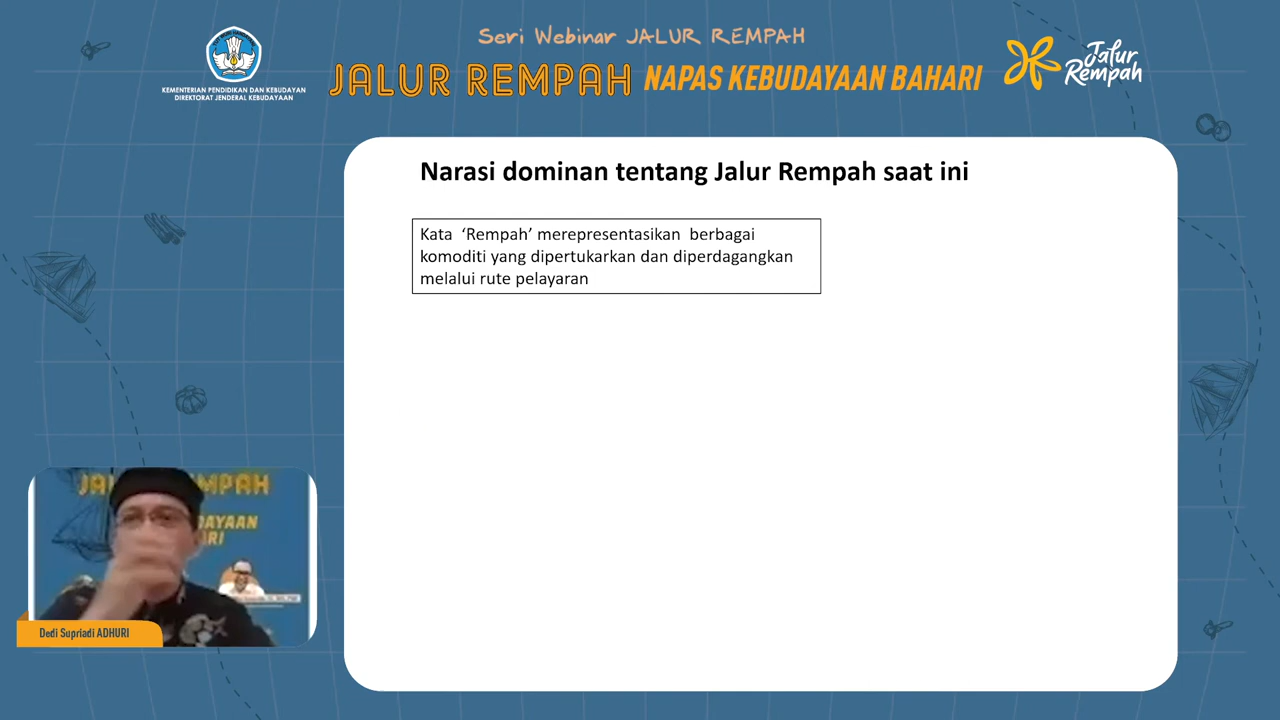 Seri Webinar JALUR REMPAH
JALUR REMPAH NAPAS KEBUDAYAAN BAHARI
KEMENTERIAN PENDIDIKAN DAN KEBUDAYAAN
DIREKTORAT JENDERAL KEBUDAYAAN
Jalur
Rempah
Narasi dominan tentang Jalur Rempah saat ini
Kata ‘Rempah’ merepresentasikan berbagai
komoditi yang dipertukarkan dan diperdagangkan
melalui rute pelayaran
Dedi Supriadi ADHURI